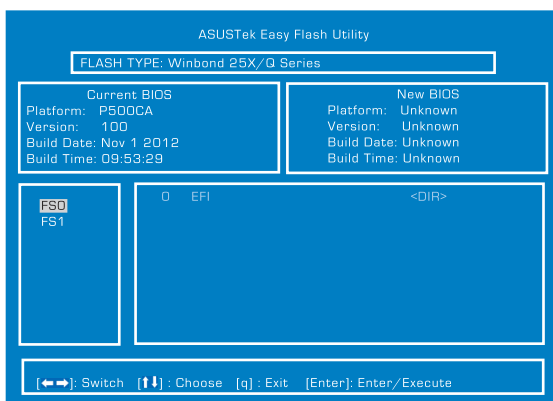 ASUSTek Easy Flash Utility
FLASH TYPE: Winbond 25X/Q Series
Current BIOS
Platform: P500CA
Version: 100
Build Date: Nov 1 2012
Build Time: 09:53:29
New BIOS
Platform: Unknown
Version: Unknown
Build Date: Unknown
Build Time: Unknown
FS0
FS1
0 EFI <DIR>
[←→]: Switch [↑↓] : Choose [q] : Exit [Enter]: Enter/Execute